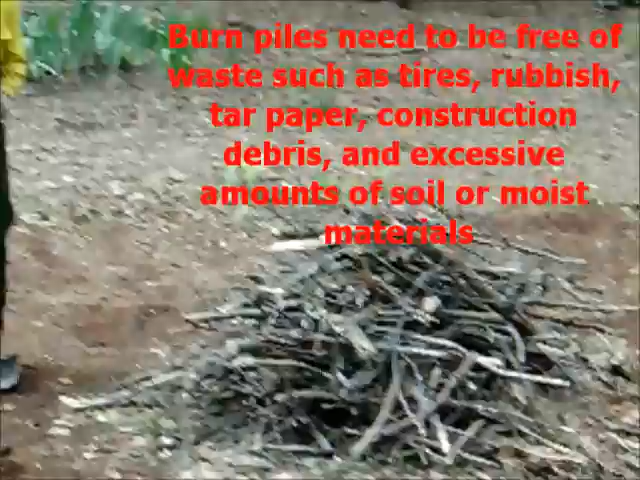 Burn piles need to be free of
waste such as tires, rubbish,
tar paper, construction
debris, and excessive
amounts of soil or moist
materials